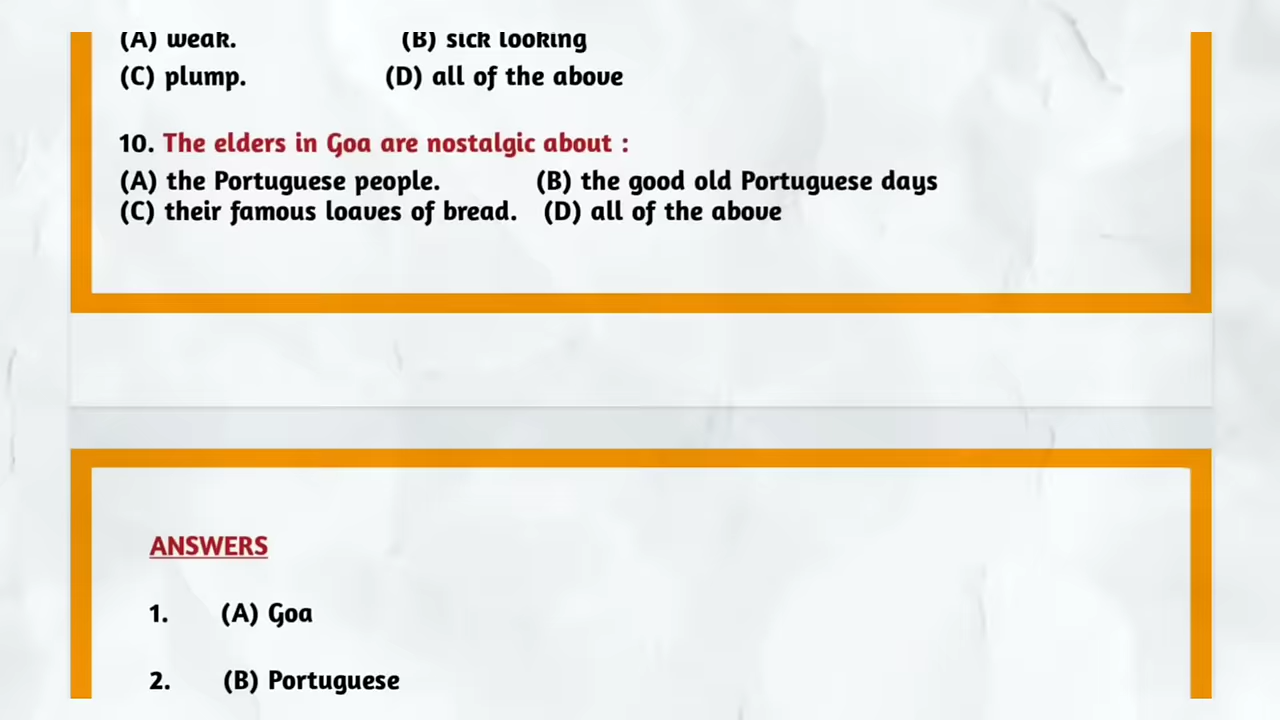 (A) weak. (B) sick looking
(C) plump. (D) all of the above
10. The elders in Goa are nostalgic about :
(A) the Portuguese people. (B) the good old Portuguese days
(C) their famous loaves of bread. (D) all of the above
ANSWERS
1. (A) Goa
2. (B) Portuguese